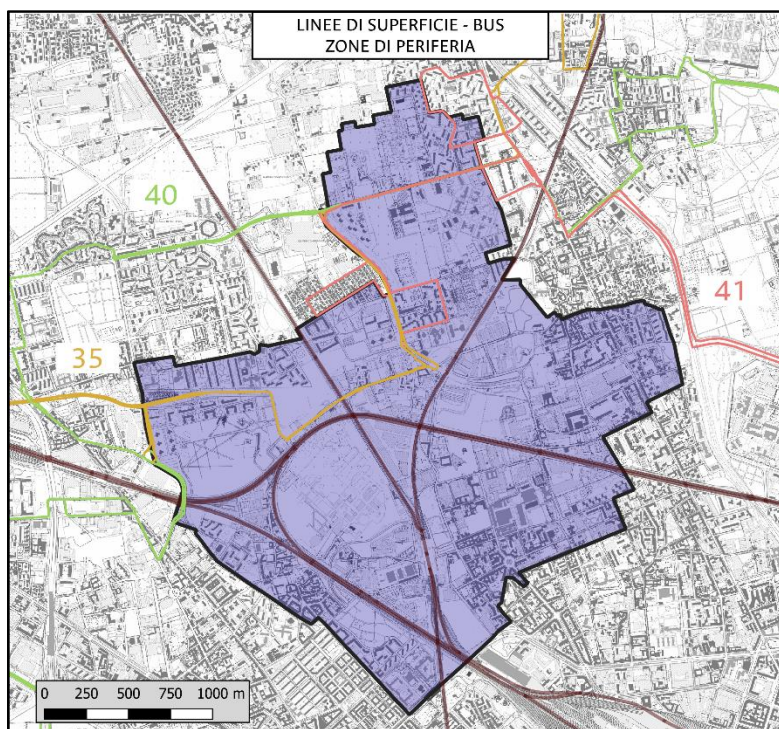 LINEE DI SUPERFICIE - BUS
ZONE DI PERIFERIA
40
41
35
0 250 500 750 1000 m